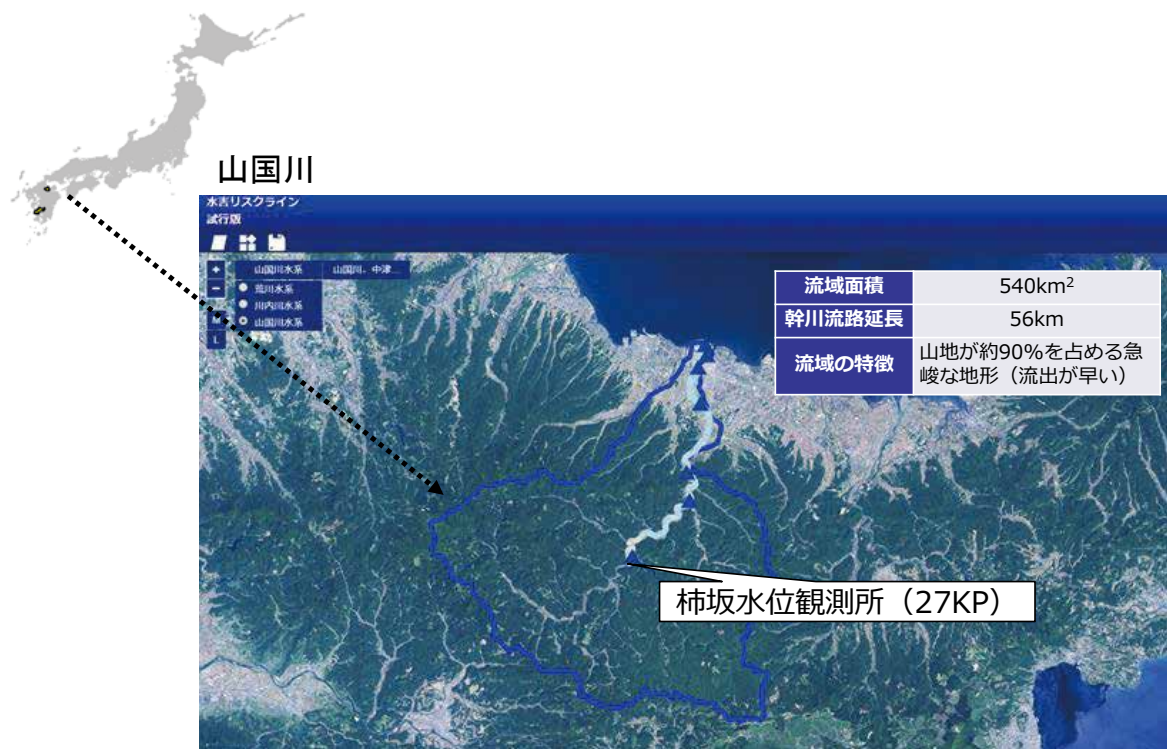 山国川
水害リスクライン
試行版
山国川水系
山国川、中津...
荒川水系
川内川水系
山国川水系
+
−
M
L
流域面積 540km2
幹川流路延長 56km
流域の特徴 山地が約90%を占める急
峻な地形（流出が早い）
柿坂水位観測所（27KP）